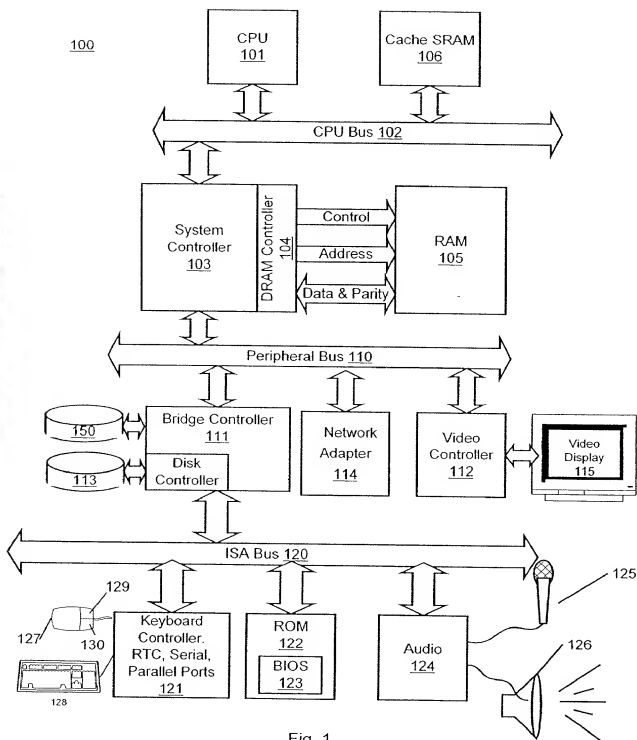 100
CPU
101
Cache SRAM
106
CPU Bus 102
System
Controller
103
DRAM Controller
104
Control
Address
Data & Parity
RAM
105
Peripheral Bus 110
150
Bridge Controller
111
113
Disk
Controller
Network
Adapter
114
Video
Controller
112
Video
Display
115
ISA Bus 120
129
127
130
128
Keyboard
Controller.
RTC, Serial,
Parallel Ports
121
ROM
122
BIOS
123
Audio
124
125
126
Fig. 1